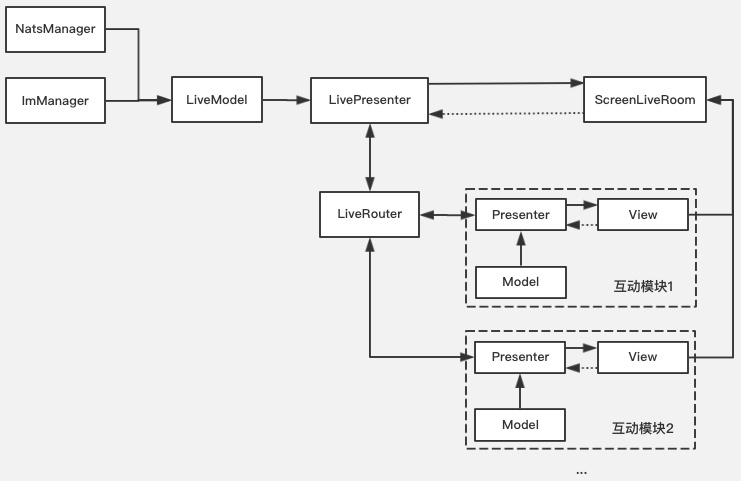 NatsManager
ImManager
LiveModel
LivePresenter
ScreenLiveRoom
LiveRouter
Presenter
View
Model
互动模块1
Presenter
View
Model
互动模块2
...